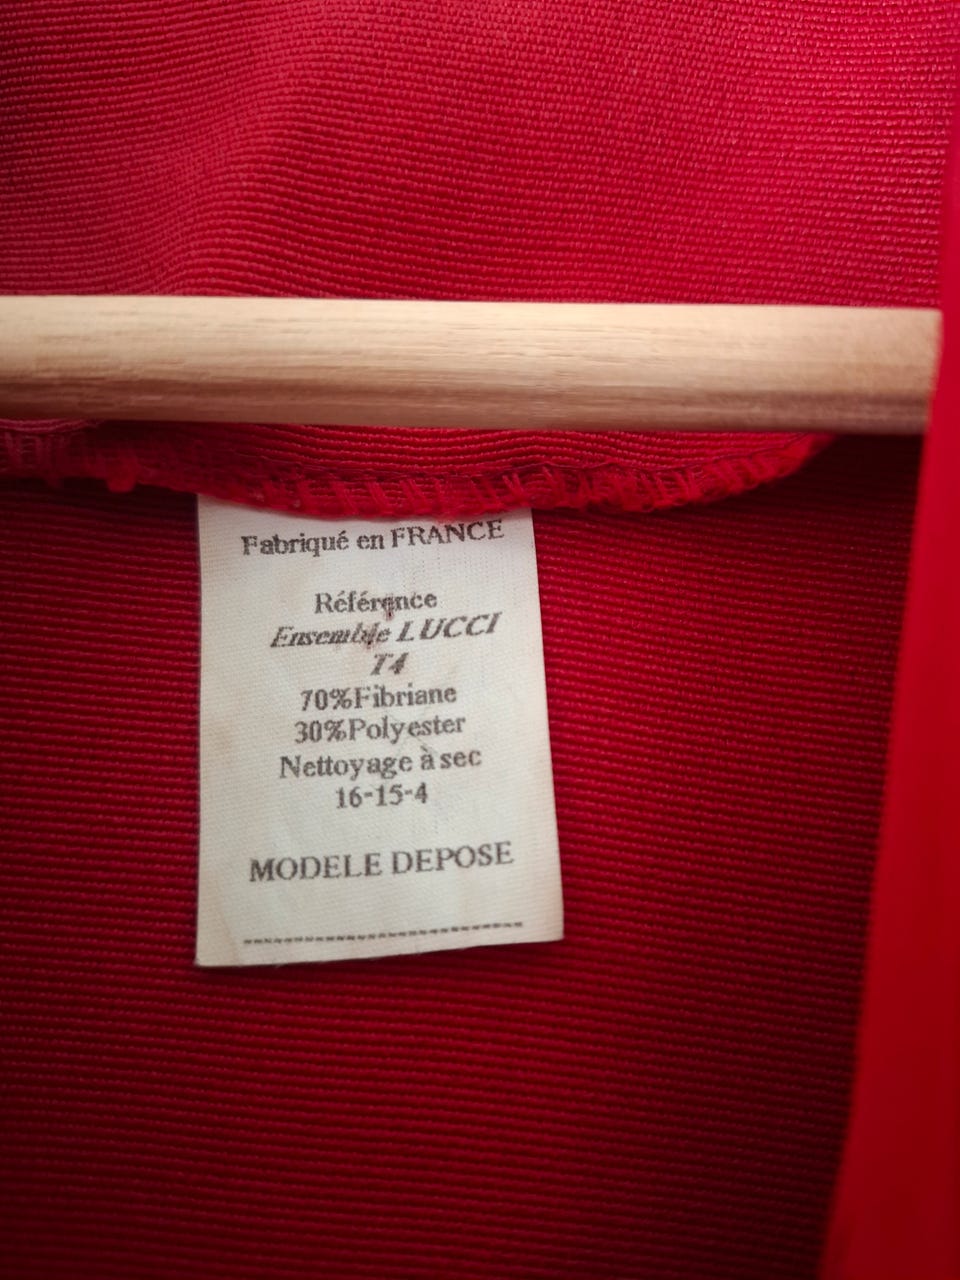 Fabriqué en FRANCE
Référence
Ensemble LUCCI
T4
70%Fibriane
30%Polyester
Nettoyage à sec
16-15-4
MODELE DEPOSE